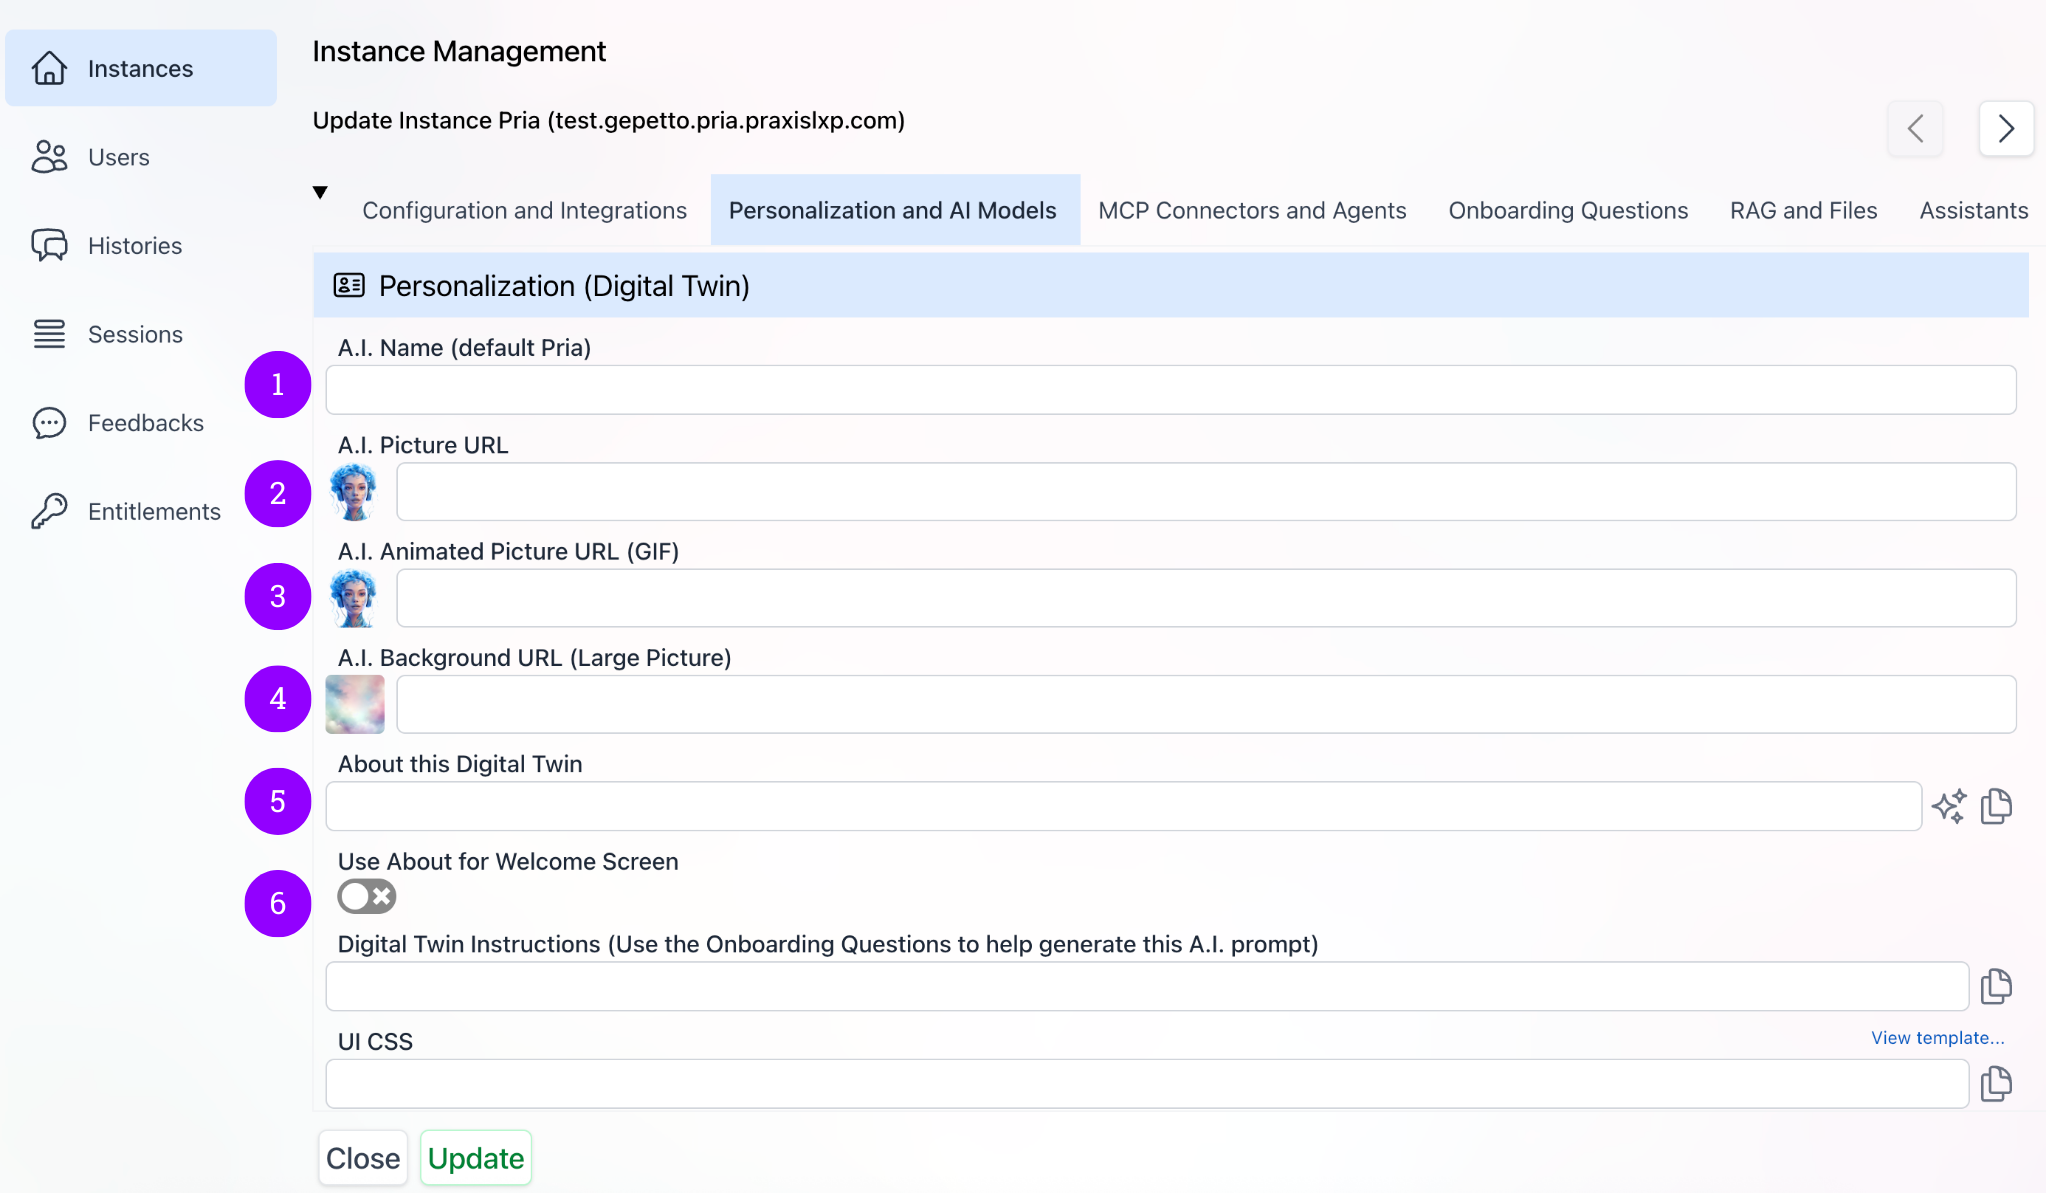 Instances
Users
Histories
Sessions
Feedbacks
Entitlements
Instance Management
Update Instance Pria (test.gepetto.pria.praxislxp.com)
Configuration and Integrations
Personalization and AI Models
MCP Connectors and Agents
Onboarding Questions
RAG and Files
Assistants
Personalization (Digital Twin)
A.I. Name (default Pria)
1
A.I. Picture URL
2
A.I. Animated Picture URL (GIF)
3
A.I. Background URL (Large Picture)
4
About this Digital Twin
5
Use About for Welcome Screen
6
Digital Twin Instructions (Use the Onboarding Questions to help generate this A.I. prompt)
UI CSS
View template...
Close
Update